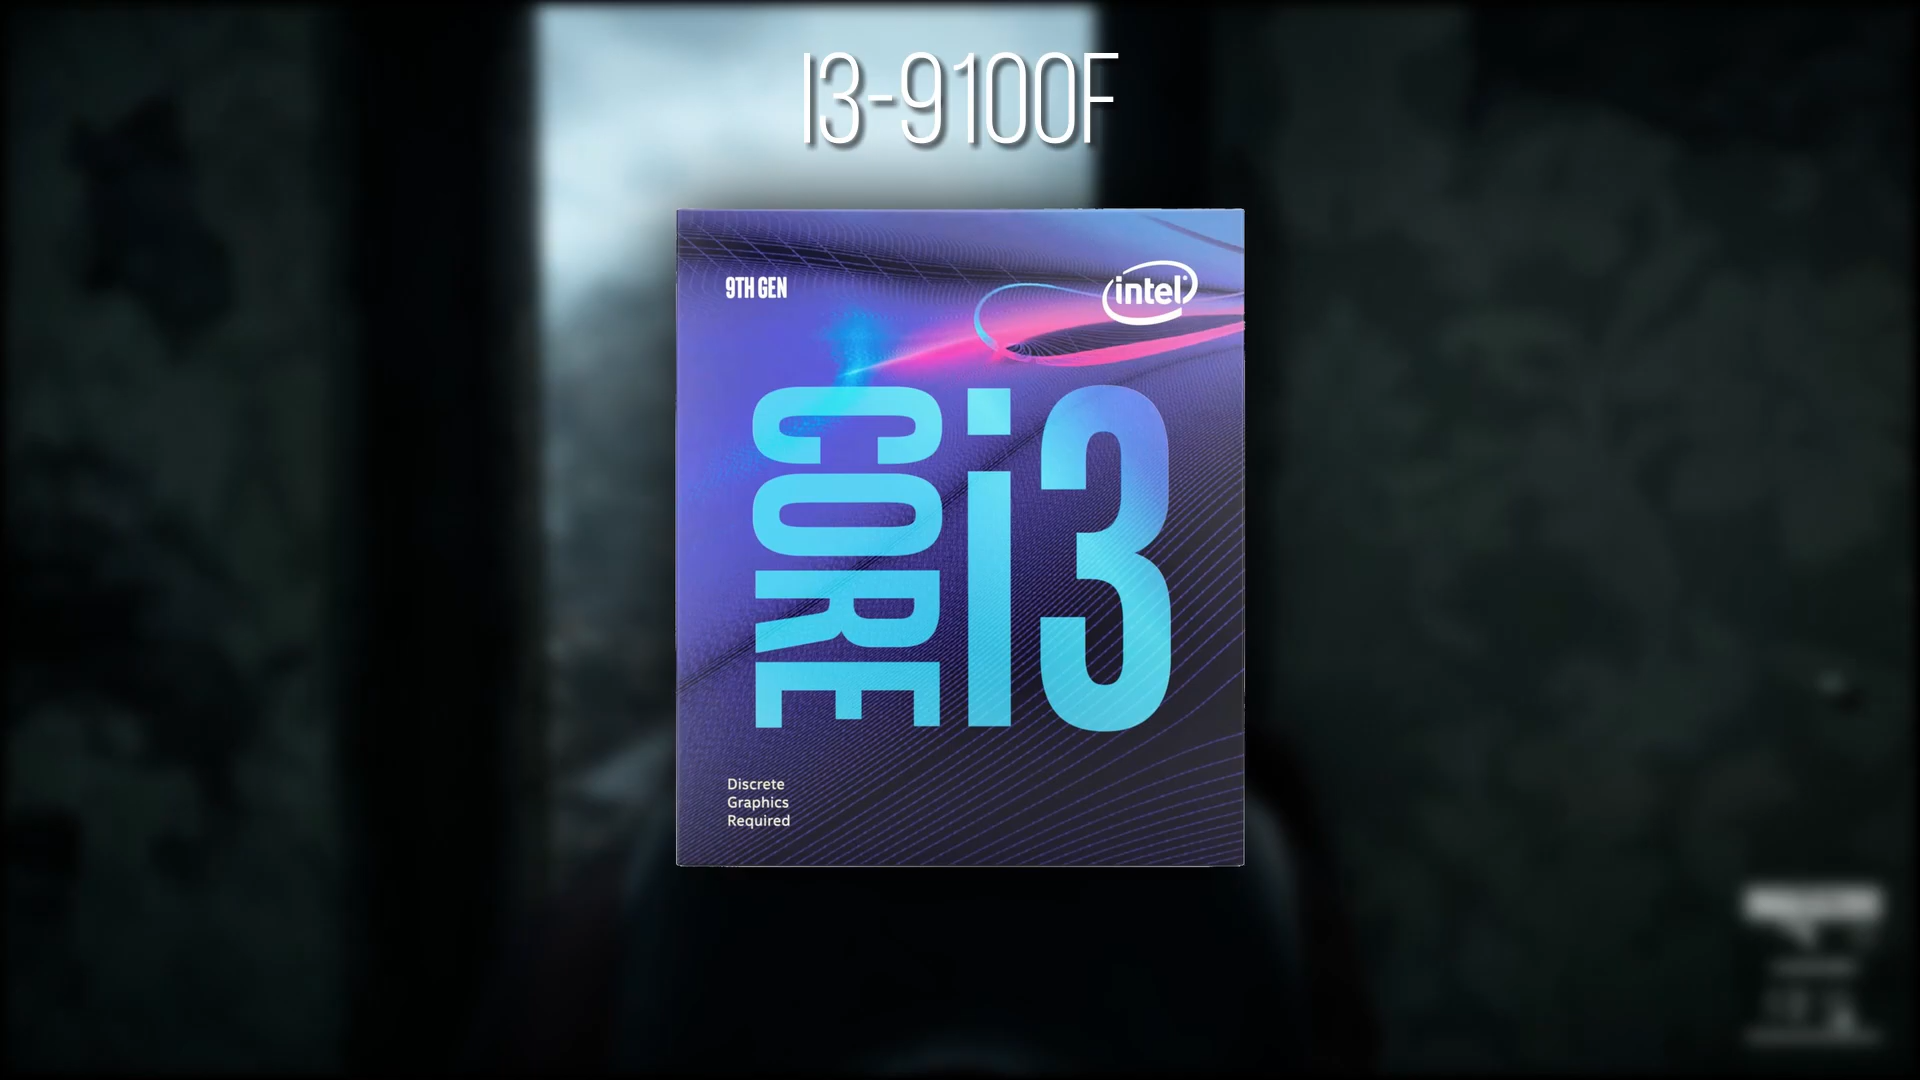 I3-9100F
9TH GEN
intel
CORE i3
Discrete
Graphics
Required